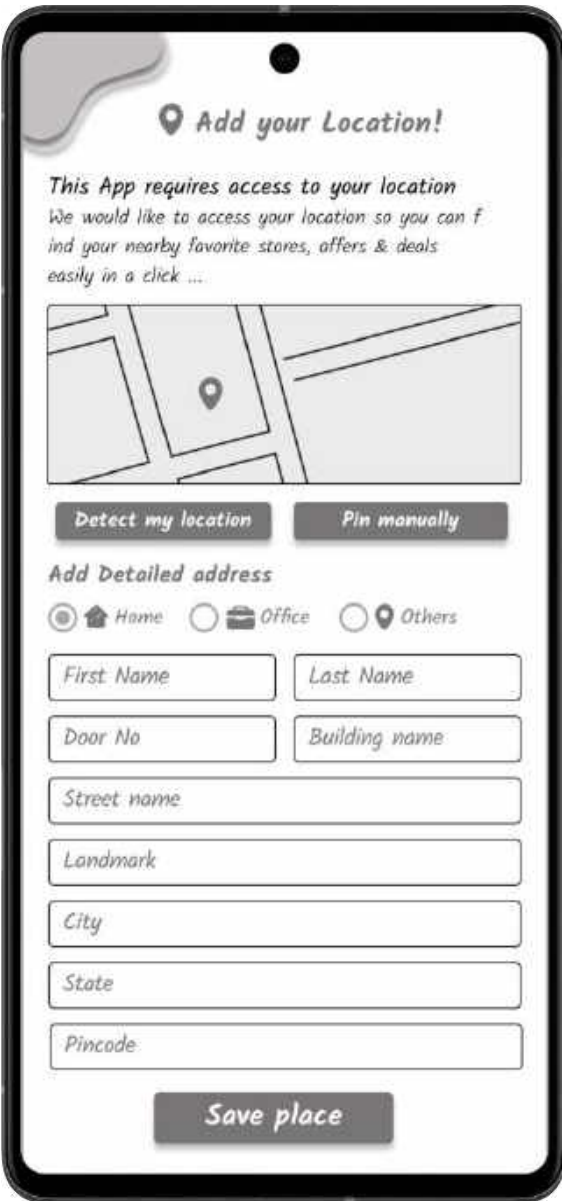 Add your Location!
This App requires access to your location
We would like to access your location so you can f
ind your nearby favorite stores, offers & deals
easily in a click ...
Detect my location Pin manually
Add Detailed address
Home Office Others
First Name Last Name
Door No Building name
Street name
Landmark
City
State
Pincode
Save place